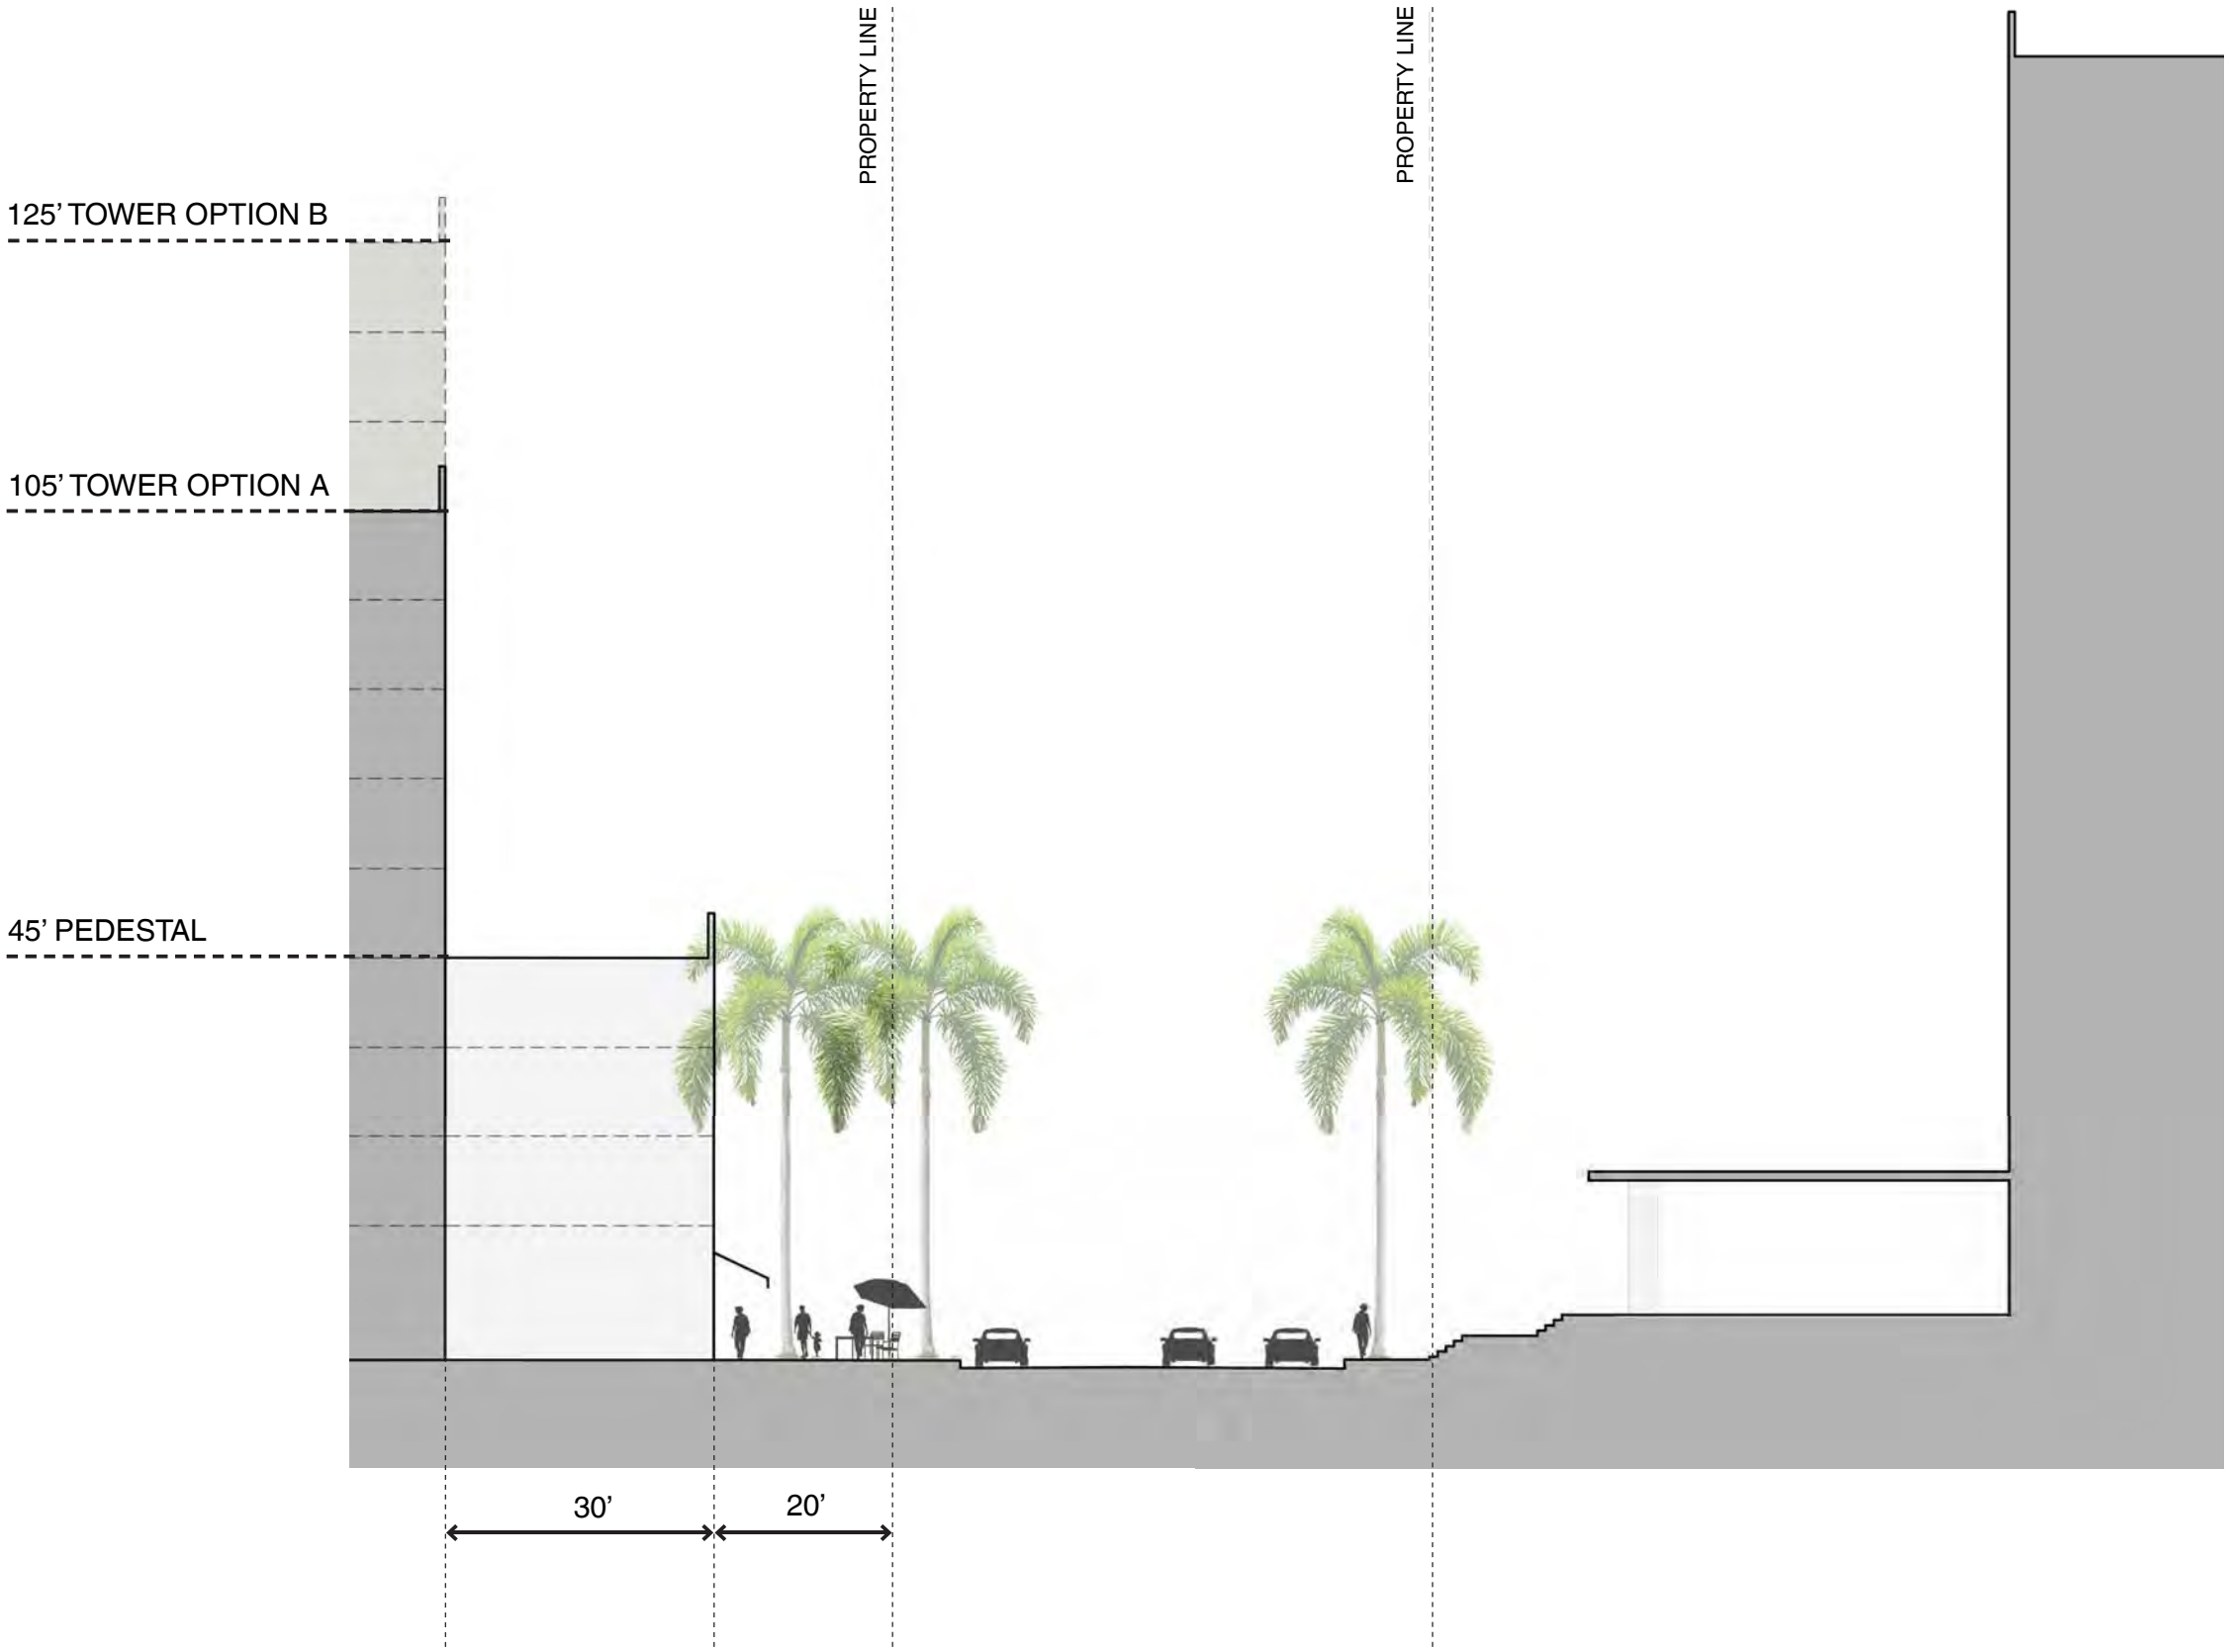 PROPERTY LINE
PROPERTY LINE
125’ TOWER OPTION B
105’ TOWER OPTION A
45’ PEDESTAL
30’
20’